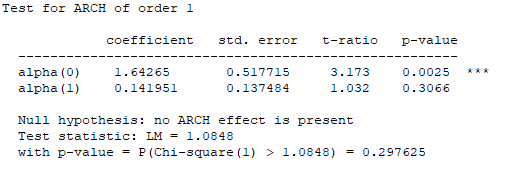 Test for ARCH of order 1
coefficient std. error t-ratio p-value
--------------------------------------------------------
alpha(0) 1.64265 0.517715 3.173 0.0025 ***
alpha(1) 0.141951 0.137484 1.032 0.3066
Null hypothesis: no ARCH effect is present
Test statistic: LM = 1.0848
with p-value = P(Chi-square(1) > 1.0848) = 0.297625